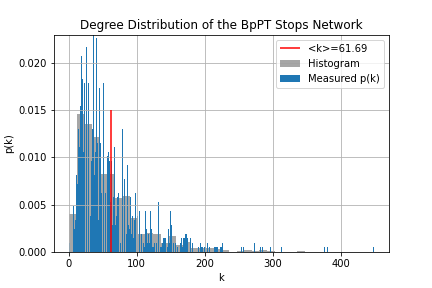 Degree Distribution of the BpPT Stops Network
<k>=61.69
Histogram
Measured p(k)
p(k)
0.020
0.015
0.010
0.005
0.000
0
100
200
300
400
k